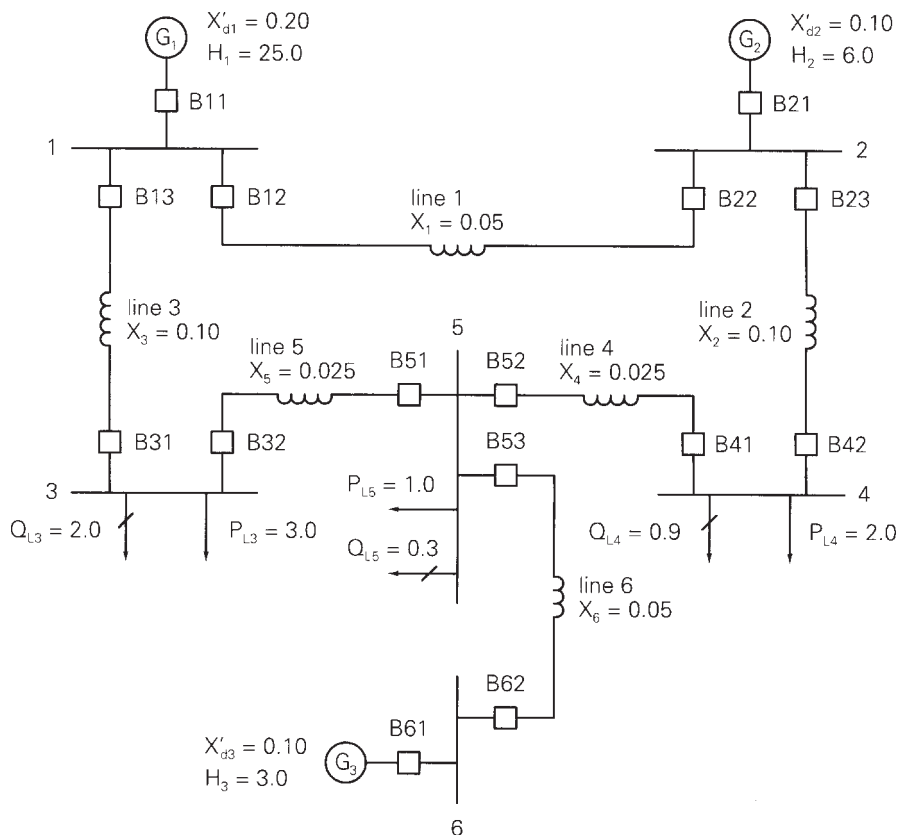 G₁
X'd1 = 0.20
H₁ = 25.0
B11
1
B13
B12
G₂
X'd2 = 0.10
H₂ = 6.0
B21
2
B22
B23
line 1
X₁ = 0.05
line 3
X₃ = 0.10
line 2
X₂ = 0.10
5
line 5
X₅ = 0.025
B51
B52
line 4
X₄ = 0.025
B31
B32
B53
B41
B42
3
4
QL3 = 2.0
PL3 = 3.0
PL5 = 1.0
QL5 = 0.3
QL4 = 0.9
PL4 = 2.0
line 6
X₆ = 0.05
B62
B61
X'd3 = 0.10
H₃ = 3.0
G₃
6